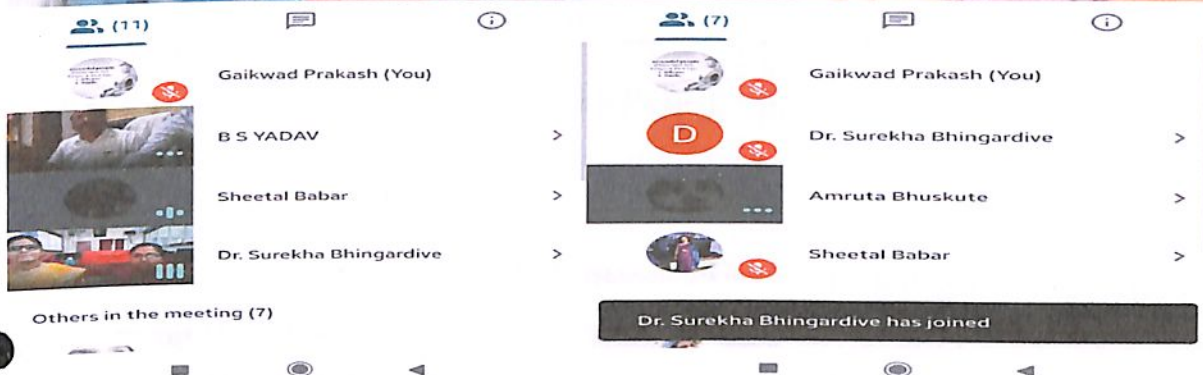 (11)
Gaikwad Prakash (You)
B S YADAV
Sheetal Babar
Dr. Surekha Bhingardive
Others in the meeting (7)
(7)
Gaikwad Prakash (You)
D
Dr. Surekha Bhingardive
Amruta Bhuskute
Sheetal Babar
Dr. Surekha Bhingardive has joined